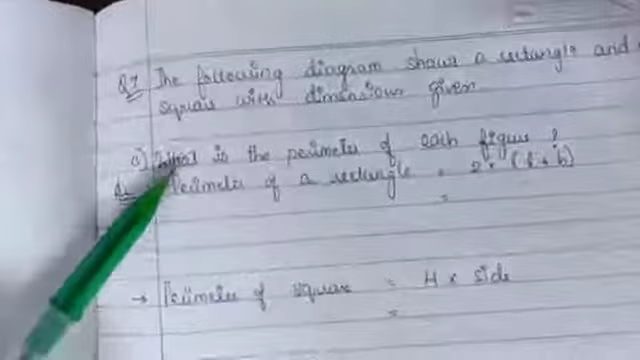 Q7 The following diagram shows a rectangle and
square with dimensions given
a) What is the perimeter of each figure ?
Perimeter of a rectangle = 2 × (l + b)
=
→ Perimeter of square = 4 × side
=